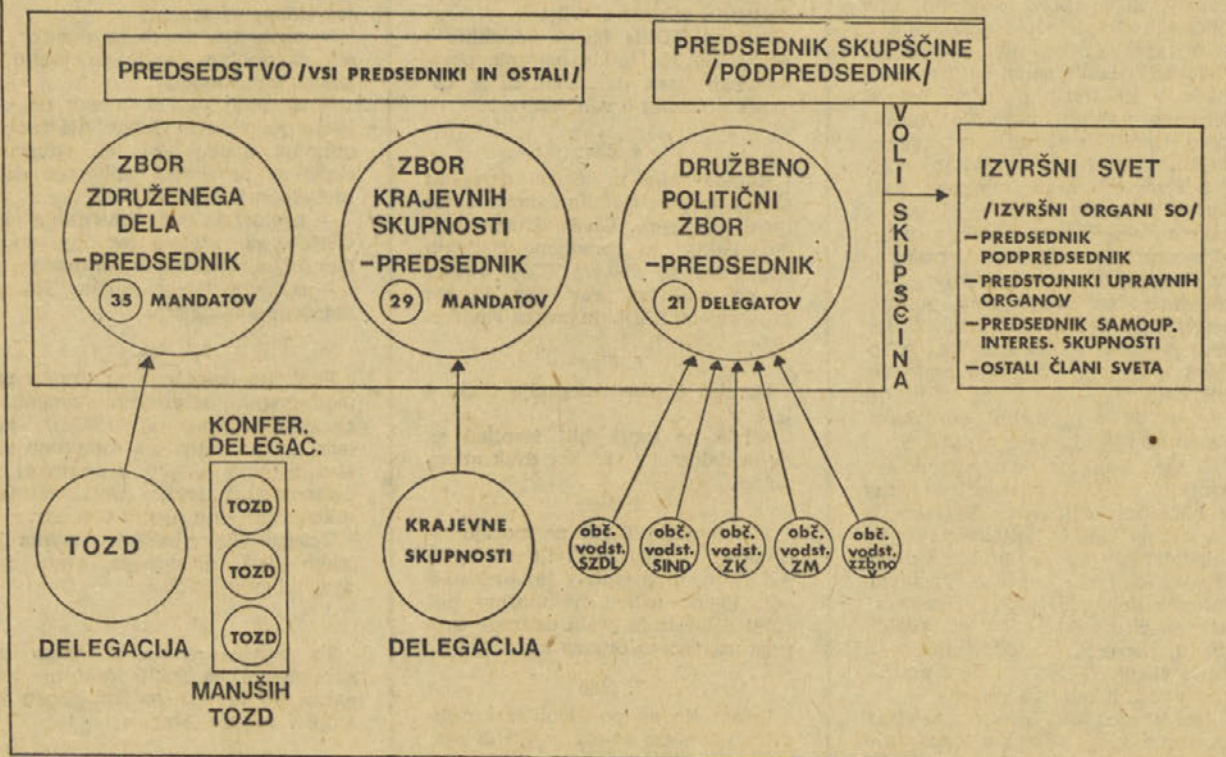 PREDSEDSTVO /VSI PREDSEDNIKI IN OSTALI/
PREDSEDNIK SKUPŠČINE
/PODPREDSEDNIK/
ZBOR
ZDRUŽENEGA
DELA
–PREDSEDNIK
35 MANDATOV
ZBOR
KRAJEVNIH
SKUPNOSTI
–PREDSEDNIK
29 MANDATOV
DRUŽBENO
POLITIČNI
ZBOR
–PREDSEDNIK
21 DELEGATOV
VOLI SKUPŠČINA
IZVRŠNI SVET
/IZVRŠNI ORGANI SO/
–PREDSEDNIK
PODPREDSEDNIK
–PREDSTOJNIKI UPRAVNIH
ORGANOV
–PREDSEDNIK SAMOUP.
INTERES. SKUPNOSTI
–OSTALI ČLANI SVETA
TOZD
DELEGACIJA
KONFER.
DELEGAC.
TOZD
TOZD
TOZD
MANJŠIH
TOZD
KRAJEVNE
SKUPNOSTI
DELEGACIJA
obč.
vodst.
SZDL
obč.
vodst.
SIND
obč.
vodst.
ZK
obč.
vodst.
ZM
obč.
vodst.
zzbno
v